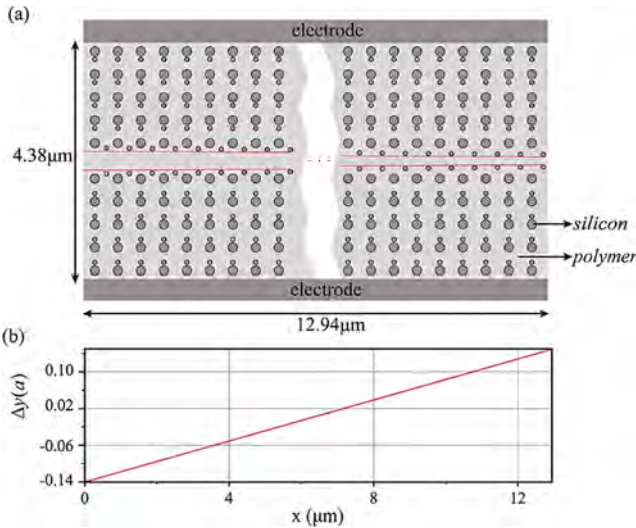 (a)
electrode
4.38μm
silicon
polymer
electrode
12.94μm
(b)
Δy(a)
0.10
0.02
-0.06
-0.14
0
4
8
12
x (μm)